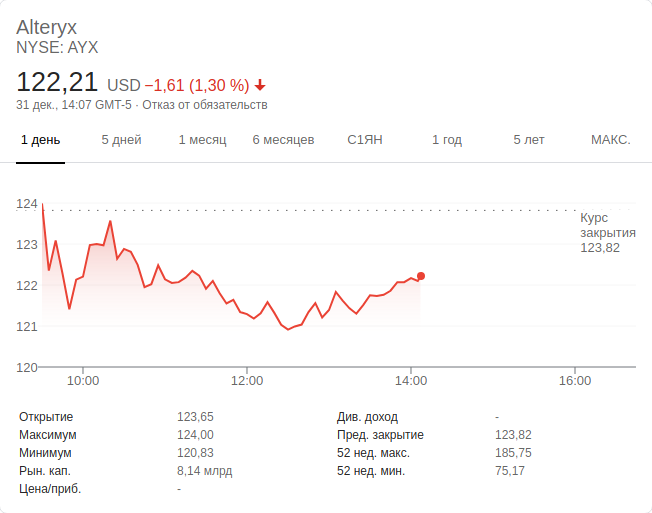 Alteryx
NYSE: AYX
122,21 USD −1,61 (1,30 %)
31 дек., 14:07 GMT-5 · Отказ от обязательств
1 день 5 дней 1 месяц 6 месяцев С1ЯН 1 год 5 лет МАКС.
124
Курс закрытия 123,82
123
122
121
120
10:00 12:00 14:00 16:00
Открытие 123,65 Див. доход -
Максимум 124,00 Пред. закрытие 123,82
Минимум 120,83 52 нед. макс. 185,75
Рын. кап. 8,14 млрд 52 нед. мин. 75,17
Цена/приб. -